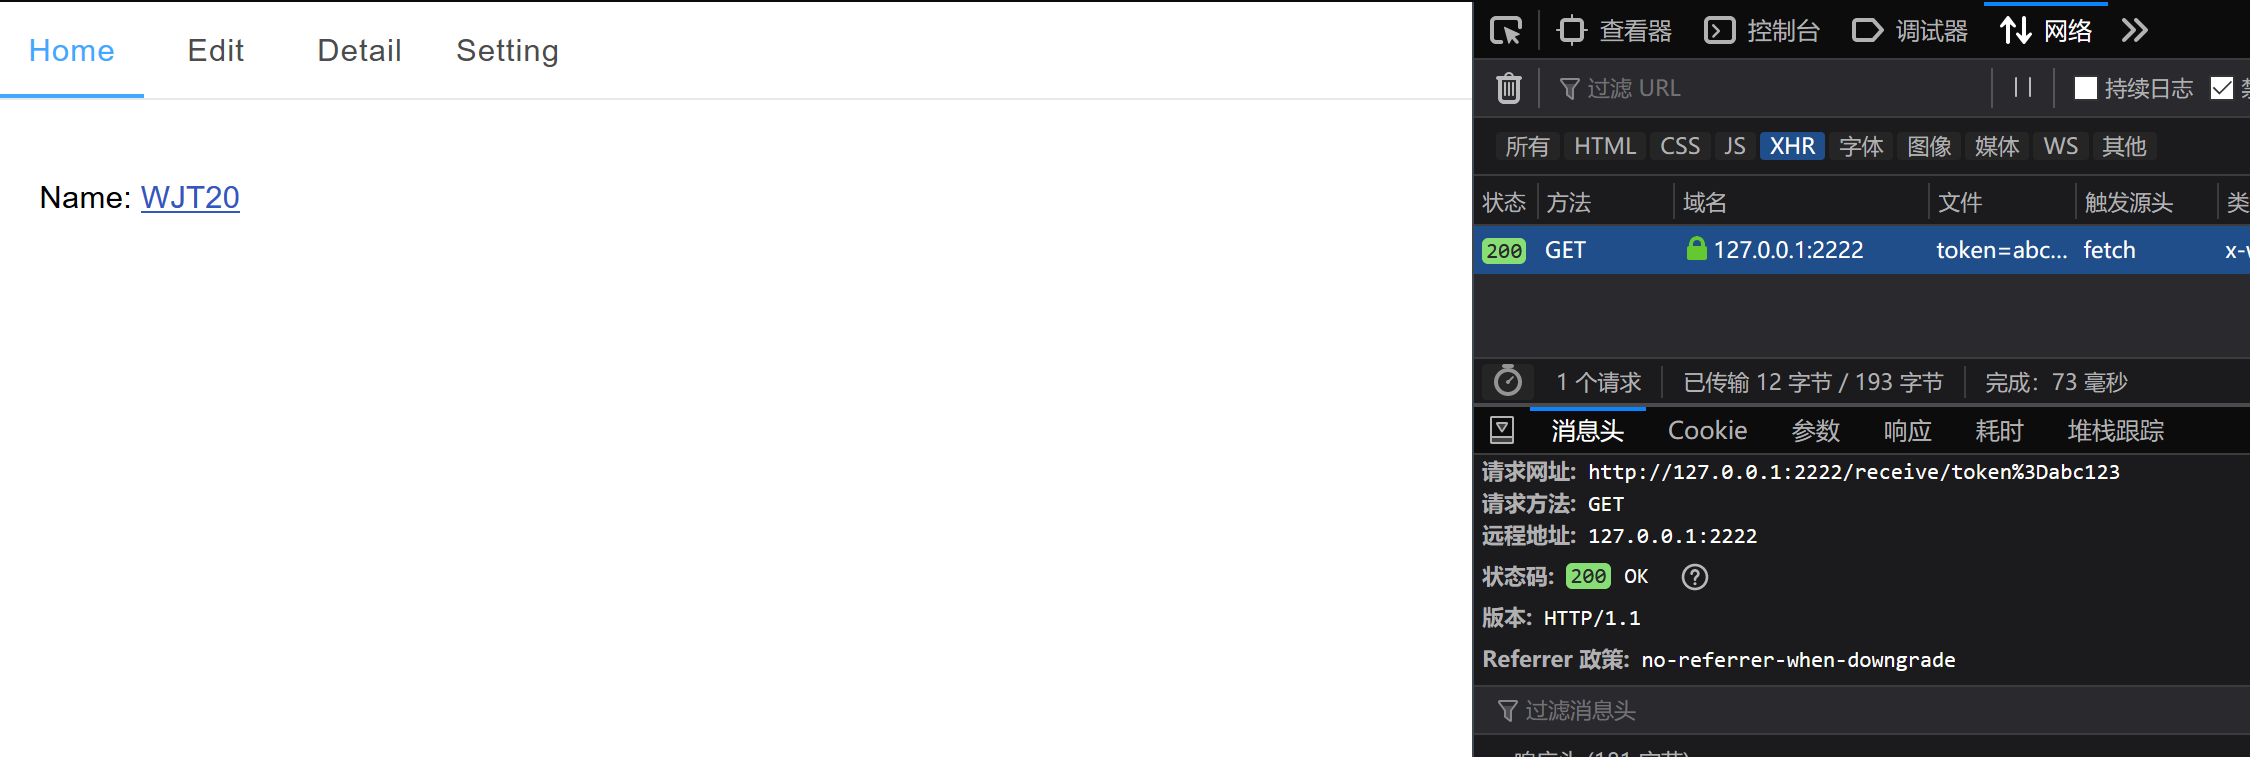 Home Edit Detail Setting
Name: WJT20
查看器 控制台 调试器 网络
过滤 URL 持续日志
所有 HTML CSS JS XHR 字体 图像 媒体 WS 其他
状态 方法 域名 文件 触发源头 类
200 GET 127.0.0.1:2222 token=abc... fetch
1 个请求 已传输 12 字节 / 193 字节 完成：73 毫秒
消息头 Cookie 参数 响应 耗时 堆栈跟踪
请求网址: http://127.0.0.1:2222/receive/token%3Dabc123
请求方法: GET
远程地址: 127.0.0.1:2222
状态码: 200 OK
版本: HTTP/1.1
Referrer 政策: no-referrer-when-downgrade
过滤消息头